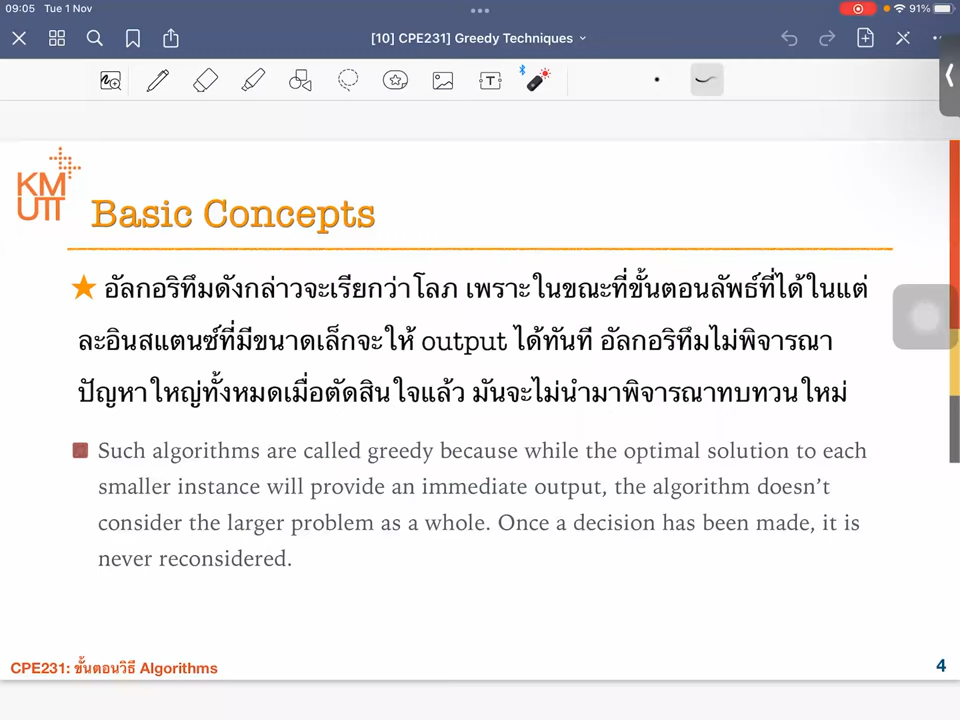 09:05 Tue 1 Nov
91%
[10] CPE231] Greedy Techniques
T
KM
UTT
Basic Concepts
อัลกอริทึมดังกล่าวจะเรียกว่าโลภ เพราะในขณะที่ขั้นตอนลัพธ์ที่ได้ในแต่
ละอินสแตนซ์ที่มีขนาดเล็กจะให้ output ได้ทันที อัลกอริทึมไม่พิจารณา
ปัญหาใหญ่ทั้งหมดเมื่อตัดสินใจแล้ว มันจะไม่นำมาพิจารณาทบทวนใหม่
Such algorithms are called greedy because while the optimal solution to each
smaller instance will provide an immediate output, the algorithm doesn't
consider the larger problem as a whole. Once a decision has been made, it is
never reconsidered.
CPE231: ขั้นตอนวิธี Algorithms
4